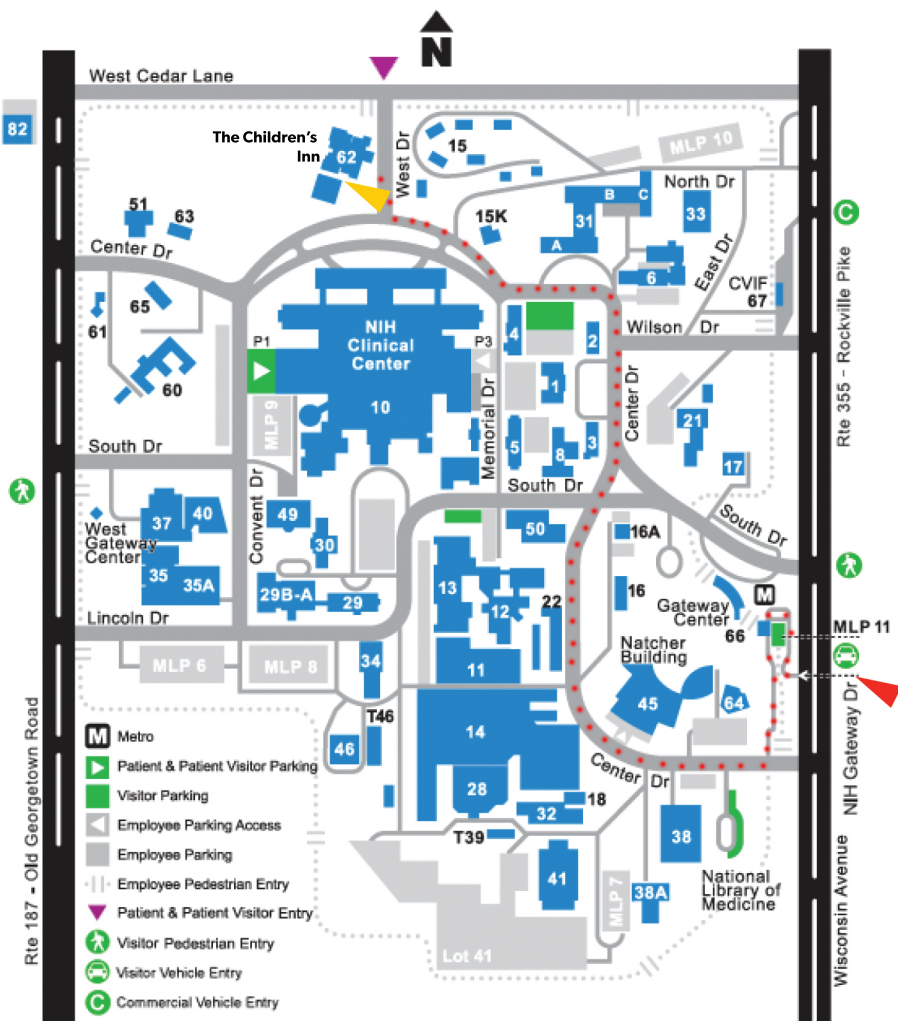 N
West Cedar Lane
82
The Children's
Inn
62
West Dr
15
MLP 10
North Dr
B
C
31
A
33
51
63
15K
C
Center Dr
6
East Dr
CVIF
67
65
61
NIH
Clinical
Center
4
2
Wilson Dr
P1
P3
Rte 355 - Rockville Pike
60
1
10
MLP 9
Memorial Dr
Center Dr
21
5
8
3
South Dr
17
South Dr
Convent Dr
49
50
16A
South Dr
37
40
West
Gateway
Center
30
35
35A
13
16
M
29B-A
29
12
22
Gateway
Center
66
MLP 11
Lincoln Dr
Natcher
Building
MLP 6
MLP 8
34
11
45
64
NIH Gateway Dr
T46
46
14
Center Dr
28
18
32
T39
38
41
MLP 7
38A
National
Library of
Medicine
Lot 41
Rte 187 - Old Georgetown Road
Wisconsin Avenue
M Metro
Patient & Patient Visitor Parking
Visitor Parking
Employee Parking Access
Employee Parking
Employee Pedestrian Entry
Patient & Patient Visitor Entry
Visitor Pedestrian Entry
Visitor Vehicle Entry
C Commercial Vehicle Entry